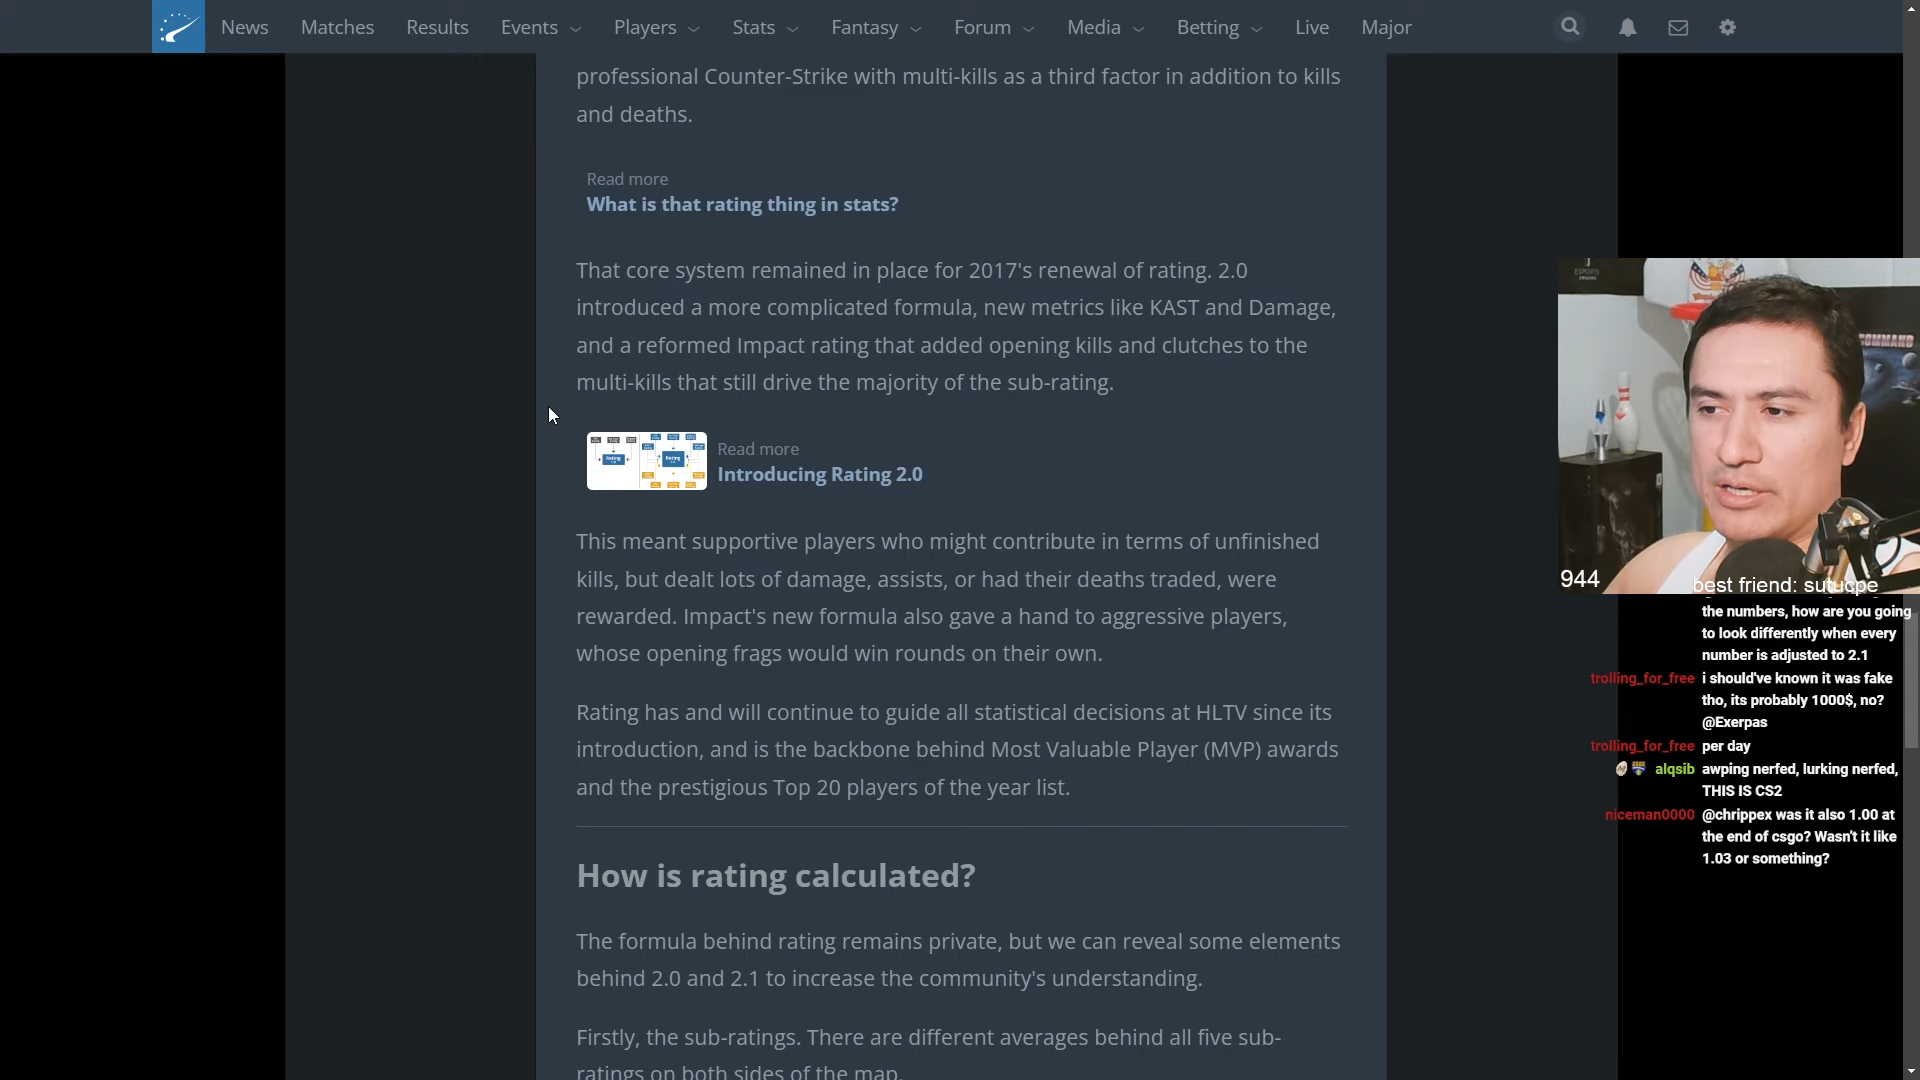 News Matches Results Events Players Stats Fantasy Forum Media Betting Live Major
professional Counter-Strike with multi-kills as a third factor in addition to kills
and deaths.
Read more
What is that rating thing in stats?
That core system remained in place for 2017's renewal of rating. 2.0
introduced a more complicated formula, new metrics like KAST and Damage,
and a reformed Impact rating that added opening kills and clutches to the
multi-kills that still drive the majority of the sub-rating.
Read more
Introducing Rating 2.0
This meant supportive players who might contribute in terms of unfinished
kills, but dealt lots of damage, assists, or had their deaths traded, were
rewarded. Impact's new formula also gave a hand to aggressive players,
whose opening frags would win rounds on their own.
Rating has and will continue to guide all statistical decisions at HLTV since its
introduction, and is the backbone behind Most Valuable Player (MVP) awards
and the prestigious Top 20 players of the year list.
How is rating calculated?
The formula behind rating remains private, but we can reveal some elements
behind 2.0 and 2.1 to increase the community's understanding.
Firstly, the sub-ratings. There are different averages behind all five sub-
ratings on both sides of the map.
944
best friend: sutucpe
the numbers, how are you going
to look differently when every
number is adjusted to 2.1
trolling_for_free i should've known it was fake
tho, its probably 1000$, no?
@Exerpas
trolling_for_free per day
alqsib awping nerfed, lurking nerfed,
THIS IS CS2
niceman0000 @chrippex was it also 1.00 at
the end of csgo? Wasn't it like
1.03 or something?